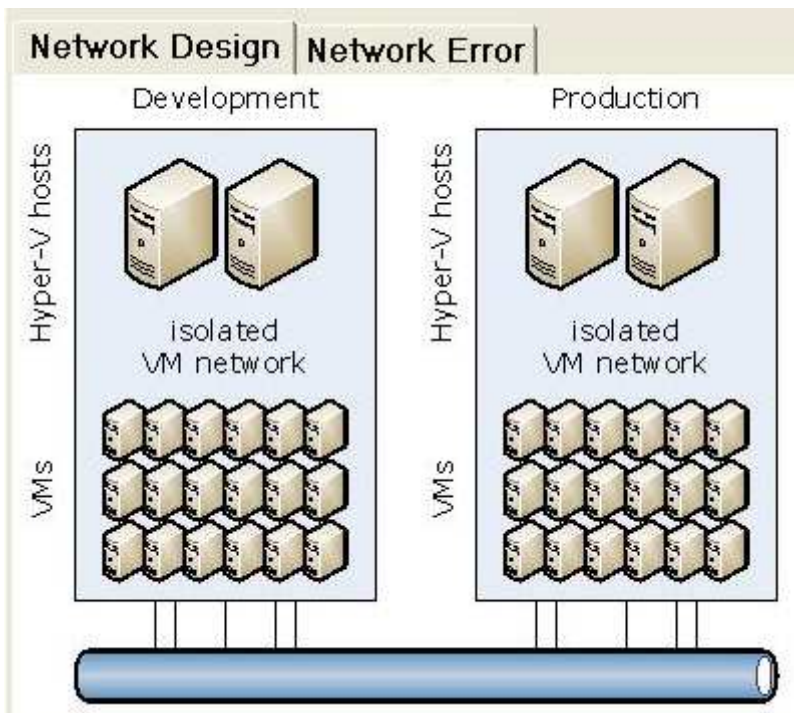 Network Design
Network Error
Development
Production
Hyper-V hosts
isolated
VM network
VMs
Hyper-V hosts
isolated
VM network
VMs